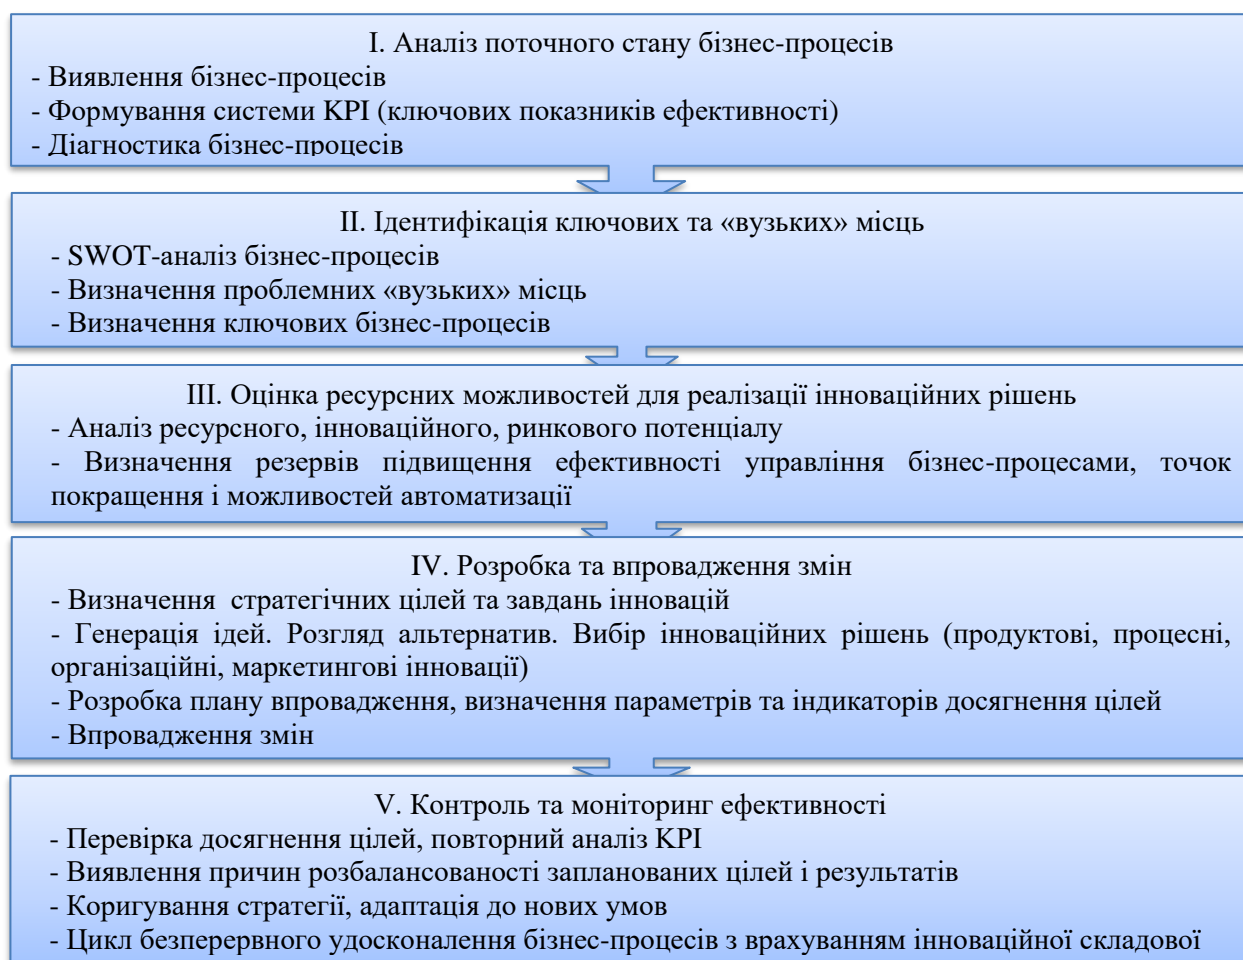 І. Аналіз поточного стану бізнес-процесів
- Виявлення бізнес-процесів
- Формування системи KPI (ключових показників ефективності)
- Діагностика бізнес-процесів
ІІ. Ідентифікація ключових та «вузьких» місць
- SWOT-аналіз бізнес-процесів
- Визначення проблемних «вузьких» місць
- Визначення ключових бізнес-процесів
ІІІ. Оцінка ресурсних можливостей для реалізації інноваційних рішень
- Аналіз ресурсного, інноваційного, ринкового потенціалу
- Визначення резервів підвищення ефективності управління бізнес-процесами, точок
покращення і можливостей автоматизації
IV. Розробка та впровадження змін
- Визначення стратегічних цілей та завдань інновацій
- Генерація ідей. Розгляд альтернатив. Вибір інноваційних рішень (продуктові, процесні,
організаційні, маркетингові інновації)
- Розробка плану впровадження, визначення параметрів та індикаторів досягнення цілей
- Впровадження змін
V. Контроль та моніторинг ефективності
- Перевірка досягнення цілей, повторний аналіз KPI
- Виявлення причин розбалансованості запланованих цілей і результатів
- Коригування стратегії, адаптація до нових умов
- Цикл безперервного удосконалення бізнес-процесів з врахуванням інноваційної складової